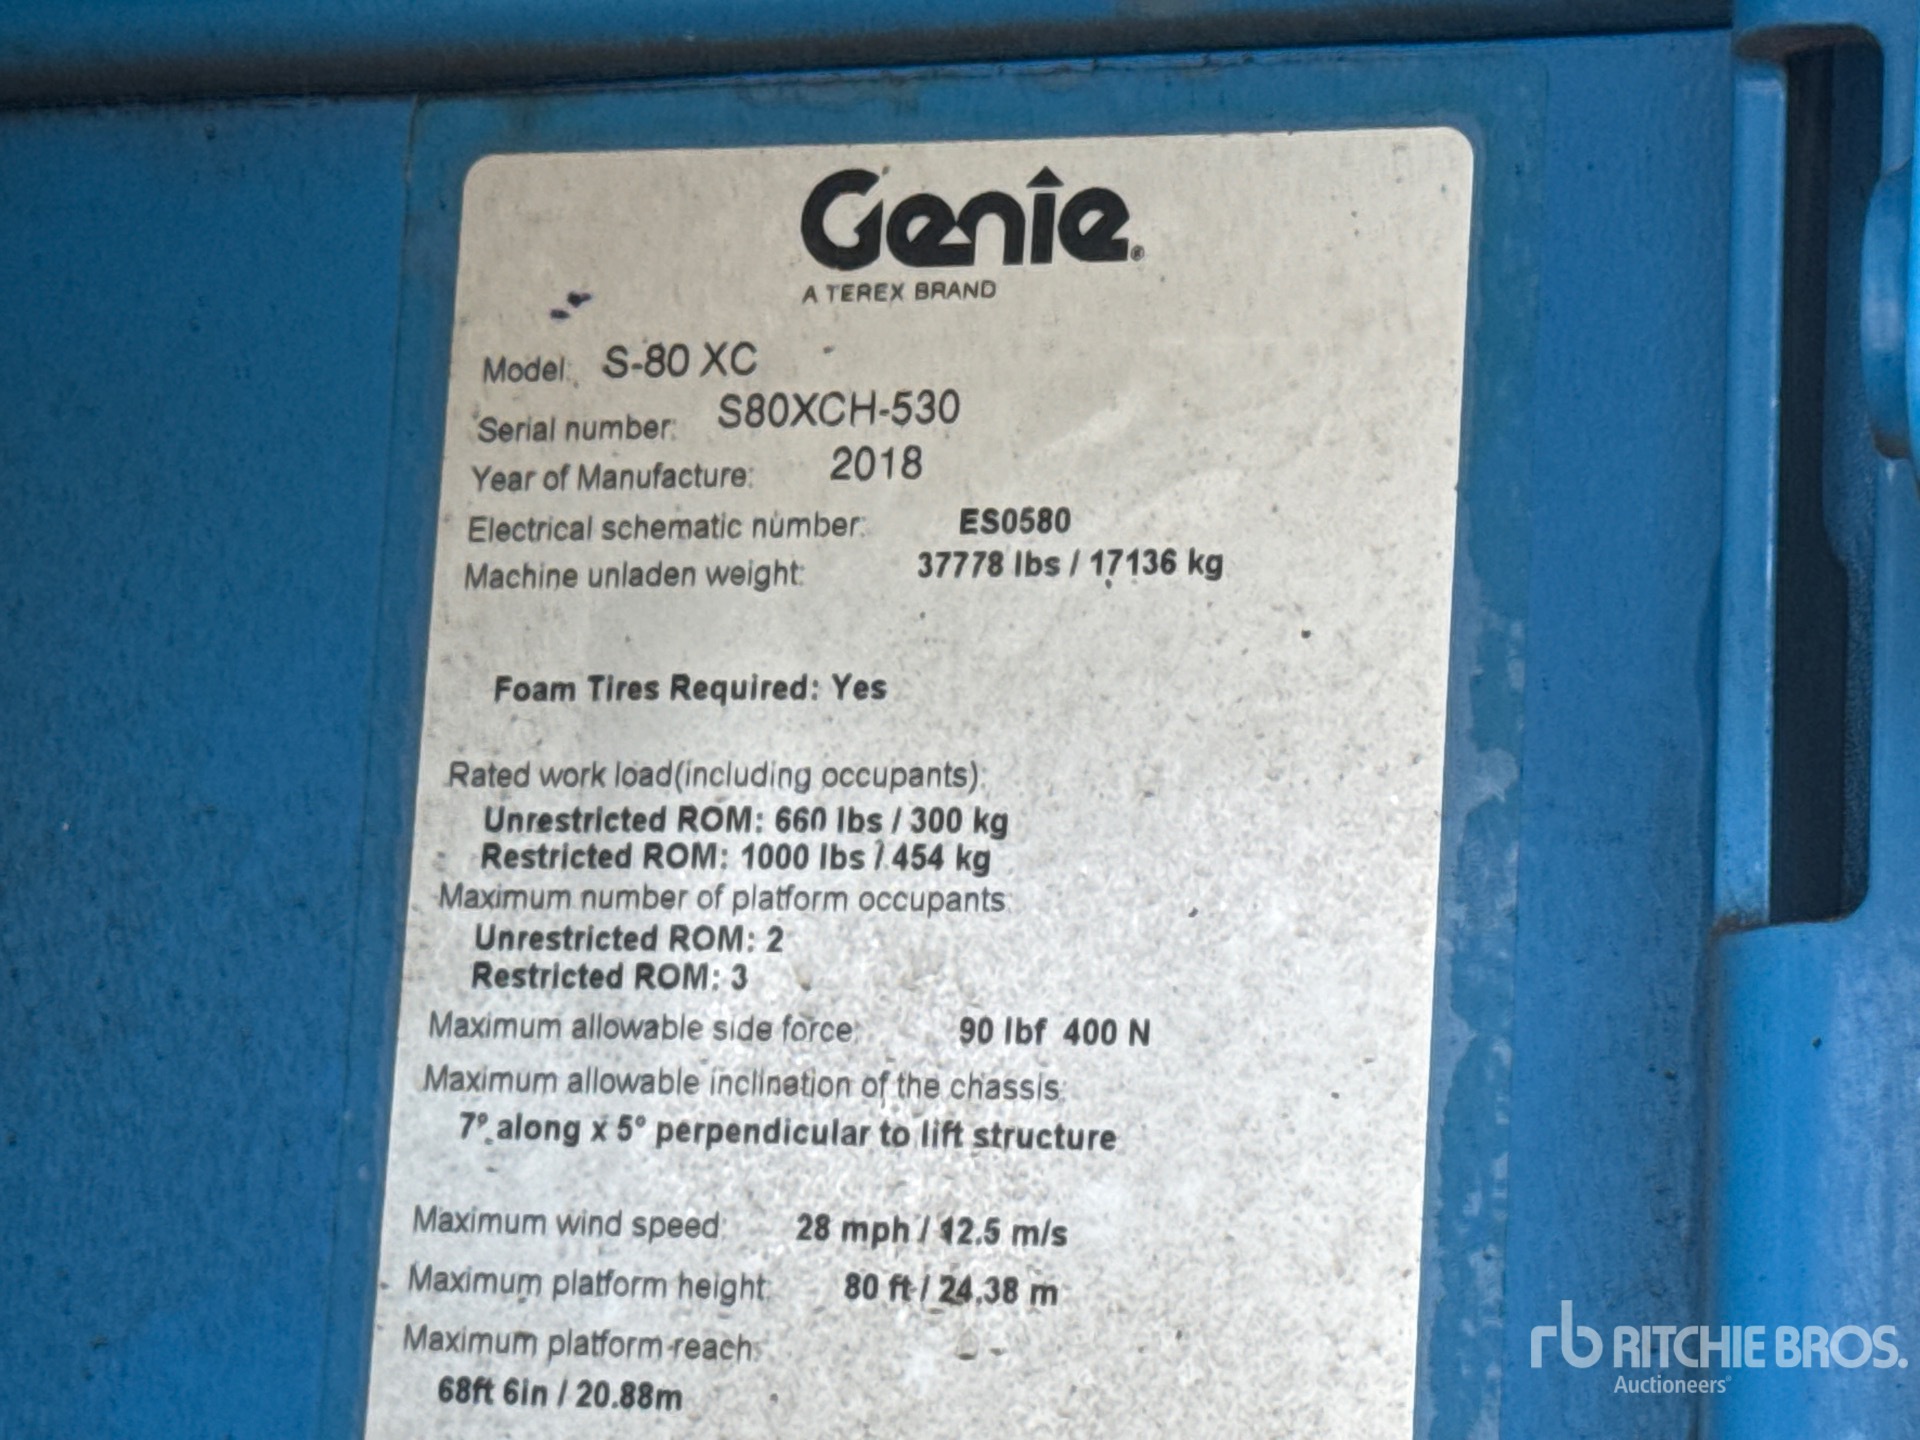 Genie®
A TEREX BRAND
Model: S-80 XC
Serial number: S80XCH-530
Year of Manufacture: 2018
Electrical schematic number: ES0580
Machine unladen weight: 37778 lbs / 17136 kg
Foam Tires Required: Yes
Rated work load(including occupants):
Unrestricted ROM: 660 lbs / 300 kg
Restricted ROM: 1000 lbs / 454 kg
Maximum number of platform occupants:
Unrestricted ROM: 2
Restricted ROM: 3
Maximum allowable side force: 90 lbf 400 N
Maximum allowable inclination of the chassis:
7° along x 5° perpendicular to lift structure
Maximum wind speed: 28 mph / 12.5 m/s
Maximum platform height: 80 ft / 24.38 m
Maximum platform reach:
68ft 6in / 20.88m
rb RITCHIE BROS.
Auctioneers